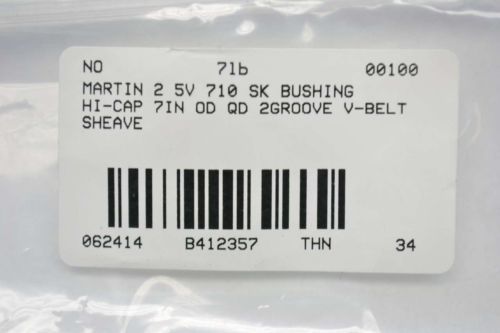 NO 7lb 00100
MARTIN 2 5V 710 SK BUSHING
HI-CAP 7IN OD QD 2GROOVE V-BELT
SHEAVE
062414 B412357 THN 34